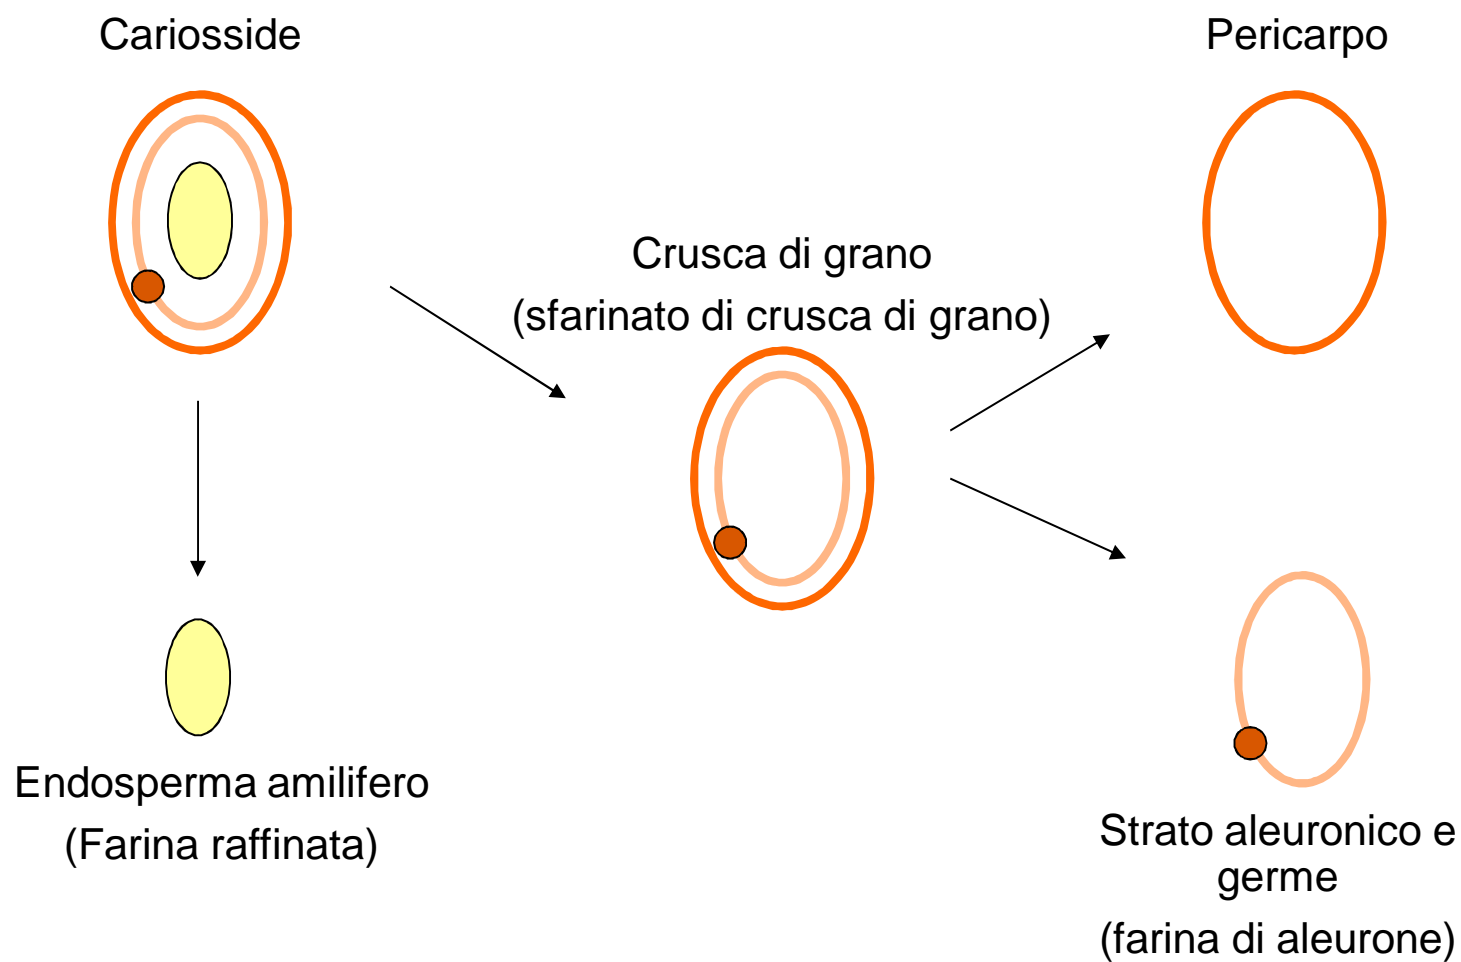 Cariosside
Pericarpo
Crusca di grano
(sfarinato di crusca di grano)
Endosperma amilifero
(Farina raffinata)
Strato aleuronico e
germe
(farina di aleurone)